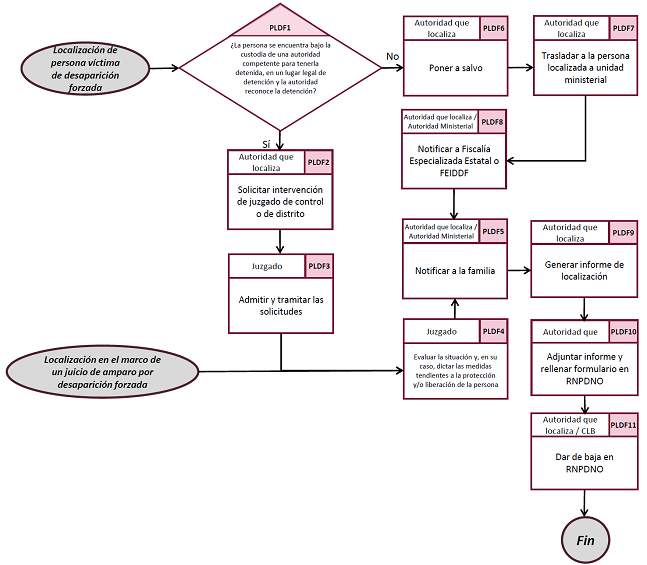 Localización de
persona víctima
de desaparición
forzada
PLDF1
¿La persona se encuentra bajo la
custodia de una autoridad
competente para tenerla
detenida, en un lugar legal de
detención y la autoridad
reconoce la detención?
No
Sí
Autoridad que
localiza
PLDF6
Poner a salvo
Autoridad que
localiza
PLDF7
Trasladar a la persona
localizada a unidad
ministerial
Autoridad que localiza /
Autoridad Ministerial
PLDF8
Notificar a Fiscalía
Especializada Estatal o
FEIDDF
Autoridad que
localiza
PLDF2
Solicitar intervención
de juzgado de control
o de distrito
Juzgado
PLDF3
Admitir y tramitar las
solicitudes
Localización en el marco de
un juicio de amparo por
desaparición forzada
Juzgado
PLDF4
Evaluar la situación y, en su
caso, dictar las medidas
tendientes a la protección
y/o liberación de la persona
Autoridad que localiza /
Autoridad Ministerial
PLDF5
Notificar a la familia
Autoridad que
localiza
PLDF9
Generar informe de
localización
Autoridad que
PLDF10
Adjuntar informe y
rellenar formulario en
RNPDNO
Autoridad que
localiza / CLB
PLDF11
Dar de baja en
RNPDNO
Fin